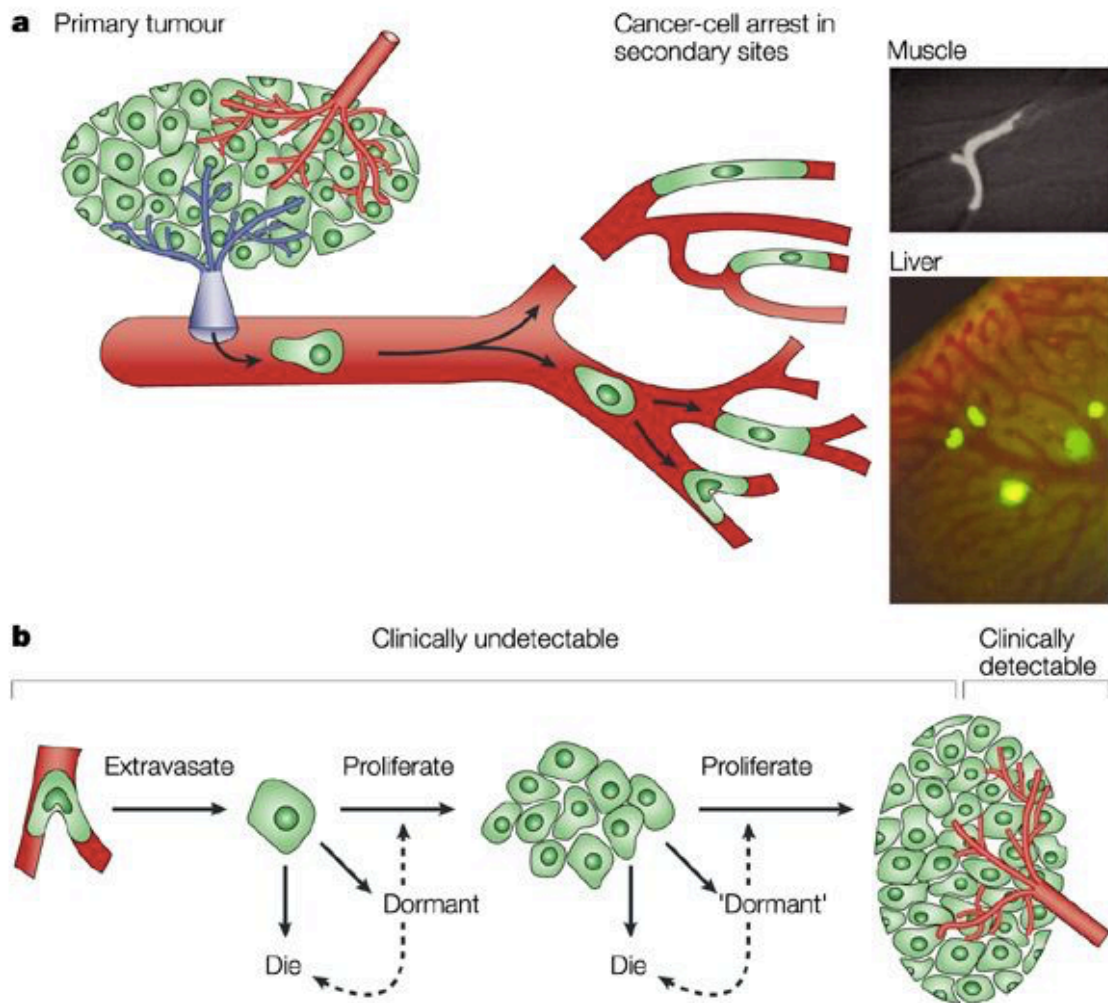 a Primary tumour
Cancer-cell arrest in
secondary sites
Muscle
Liver
b
Clinically undetectable
Clinically
detectable
Extravasate
Proliferate
Proliferate
Dormant
'Dormant'
Die
Die